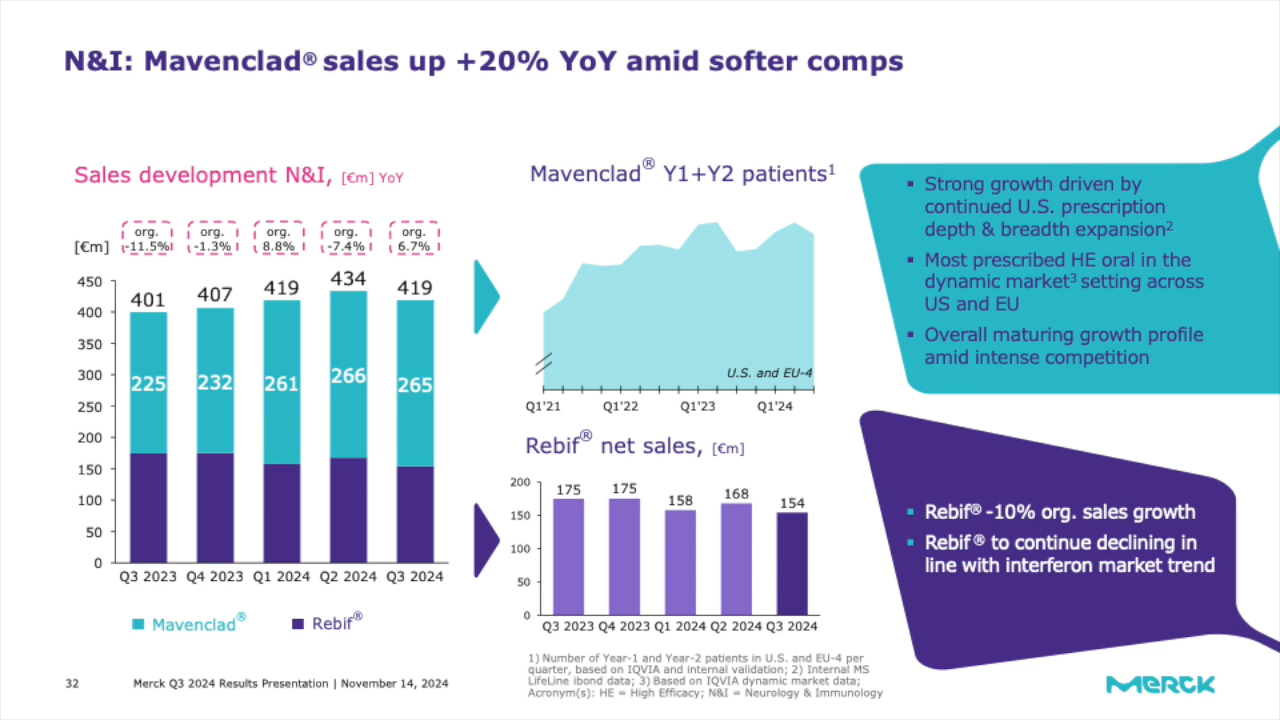 N&I: Mavenclad® sales up +20% YoY amid softer comps
Sales development N&I, [€m] YoY
[€m]
org.
-11.5%
org.
-1.3%
org.
8.8%
org.
-7.4%
org.
6.7%
450
400
350
300
250
200
150
100
50
0
401
407
419
434
419
225
232
261
266
265
Q3 2023
Q4 2023
Q1 2024
Q2 2024
Q3 2024
Mavenclad®
Rebif®
Mavenclad® Y1+Y2 patients¹
U.S. and EU-4
Q1'21
Q1'22
Q1'23
Q1'24
Rebif® net sales, [€m]
200
150
100
50
0
175
175
158
168
154
Q3 2023
Q4 2023
Q1 2024
Q2 2024
Q3 2024
▪ Strong growth driven by
continued U.S. prescription
depth & breadth expansion²
▪ Most prescribed HE oral in the
dynamic market³ setting across
US and EU
▪ Overall maturing growth profile
amid intense competition
▪ Rebif® -10% org. sales growth
▪ Rebif ® to continue declining in
line with interferon market trend
1) Number of Year-1 and Year-2 patients in U.S. and EU-4 per
quarter, based on IQVIA and internal validation; 2) Internal MS
LifeLine ibond data; 3) Based on IQVIA dynamic market data;
Acronym(s): HE = High Efficacy; N&I = Neurology & Immunology
32
Merck Q3 2024 Results Presentation | November 14, 2024
MERCK